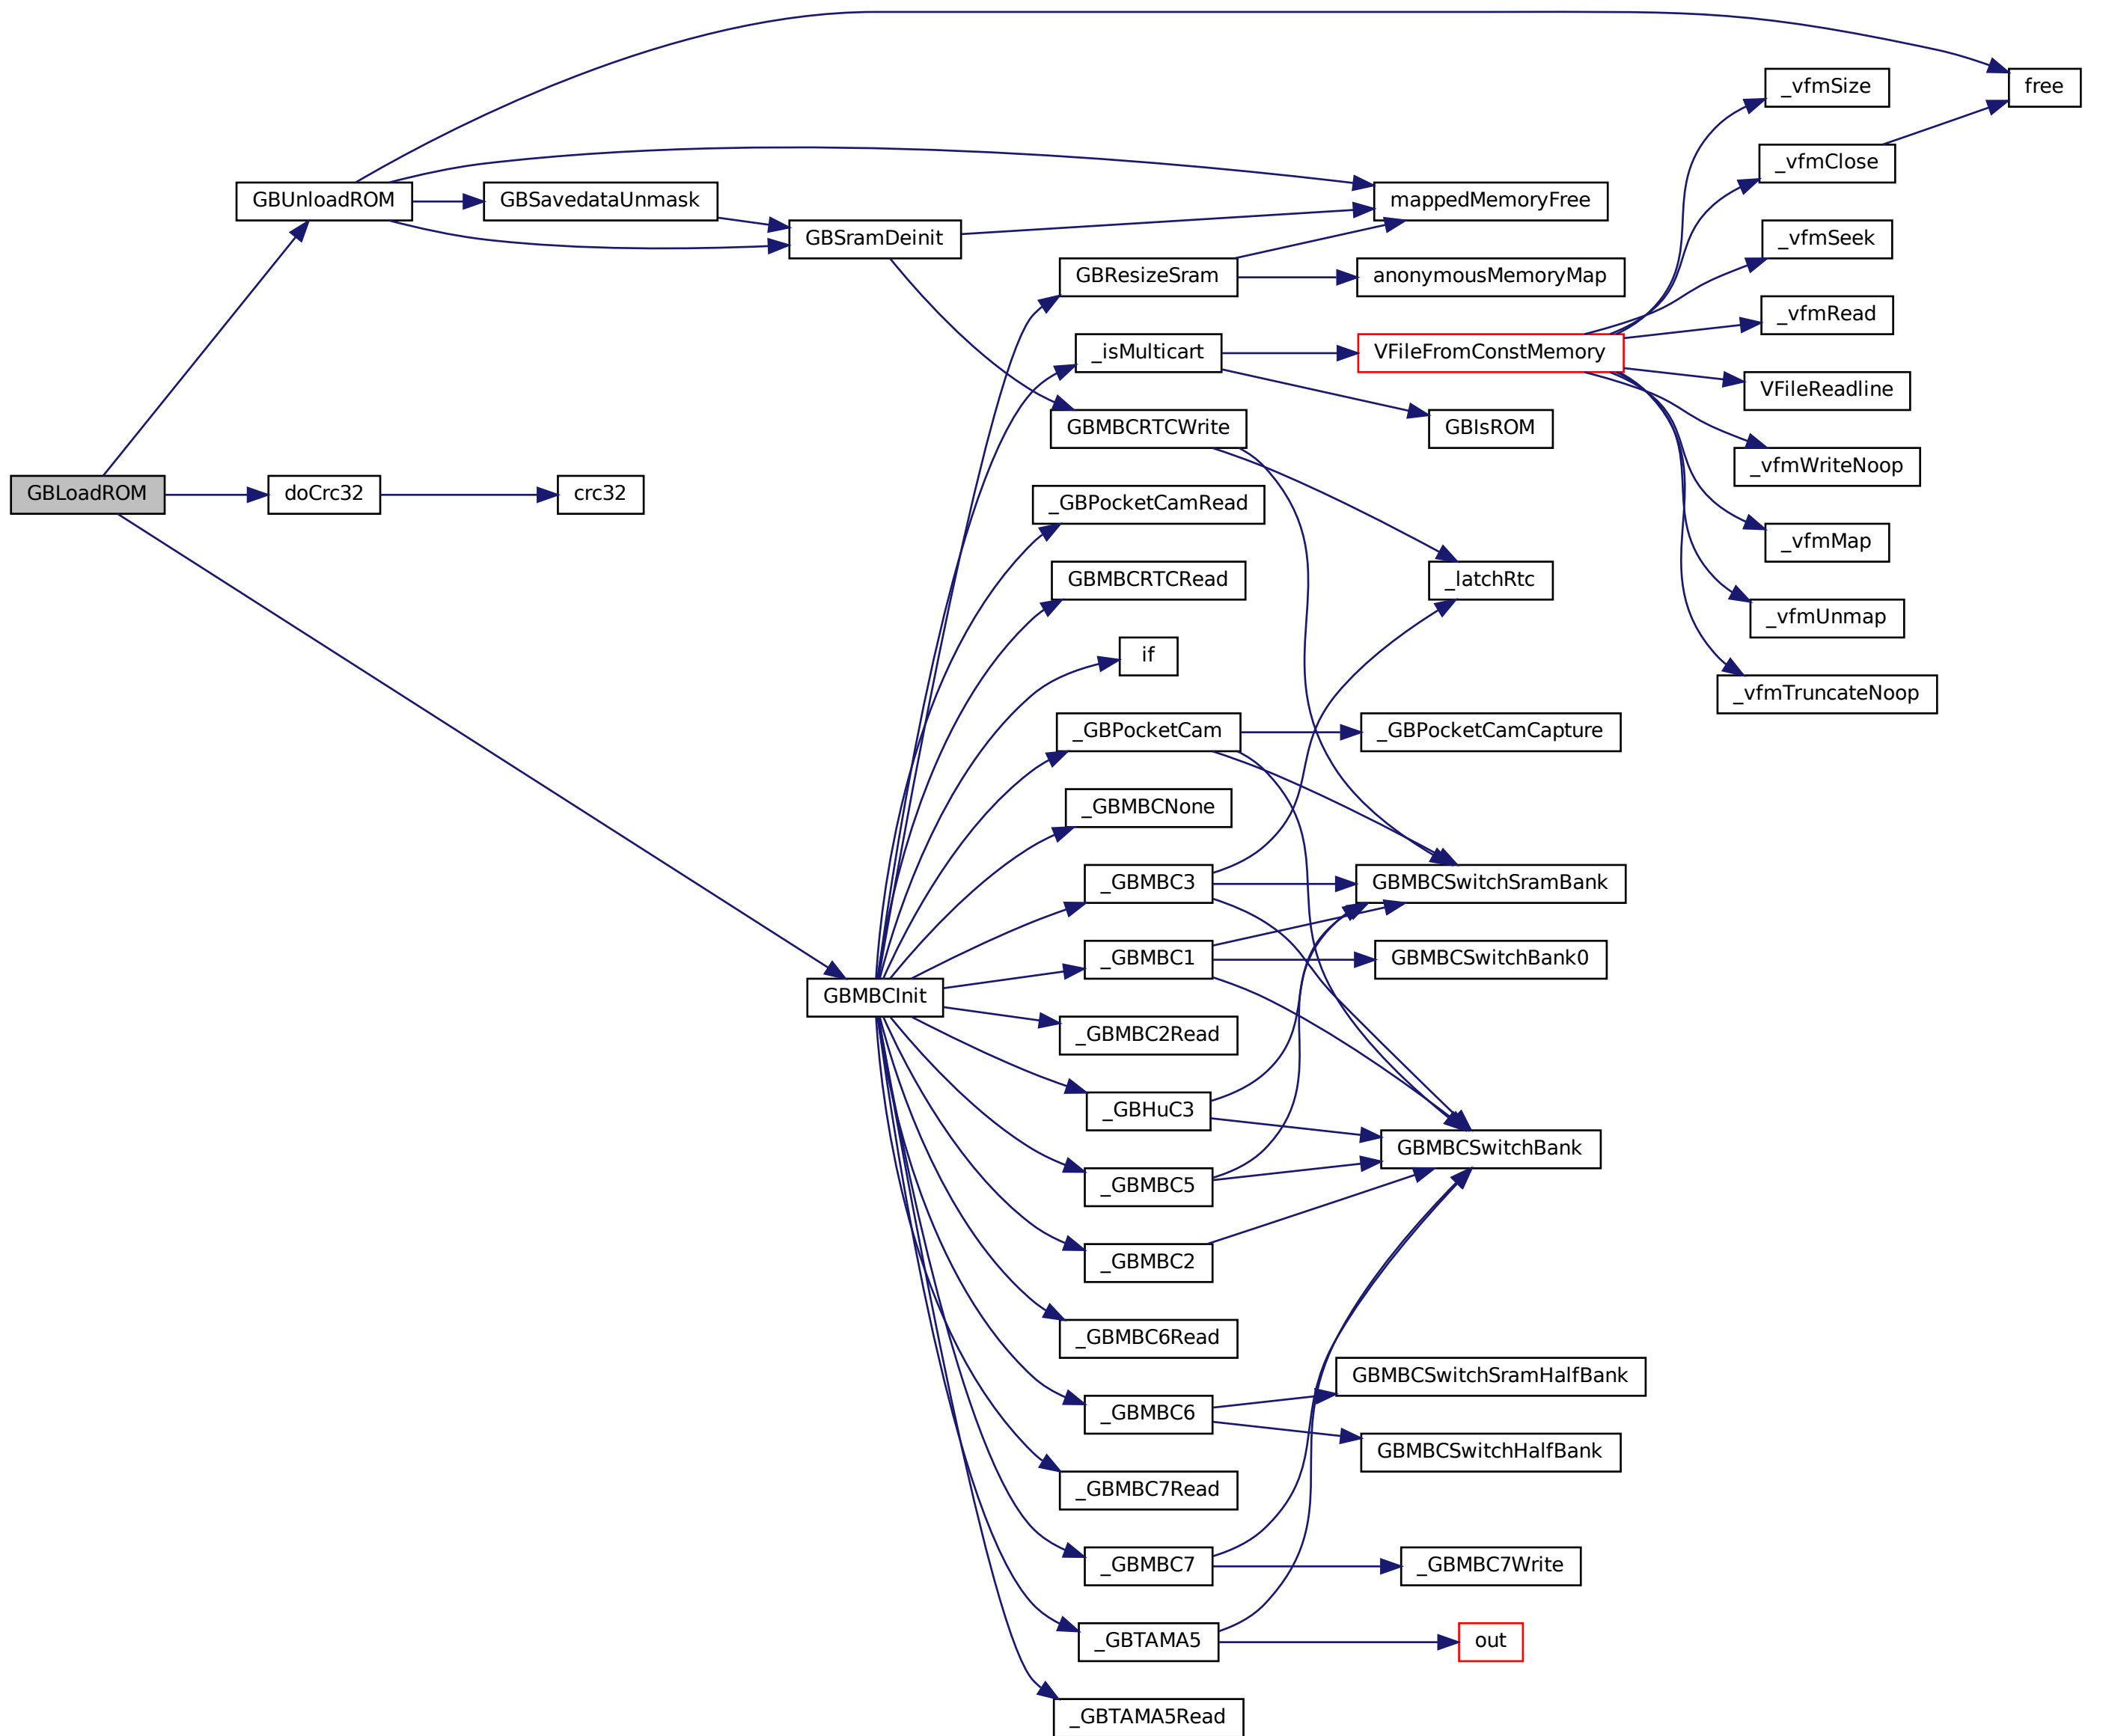 GBLoadROM
GBUnloadROM
doCrc32
GBSavedataUnmask
crc32
GBSramDeinit
GBMBCInit
GBResizeSram
_isMulticart
GBMBCRTCWrite
_GBPocketCamRead
GBMBCRTCRead
if
_GBPocketCam
_GBMBCNone
_GBMBC3
_GBMBC1
_GBMBC2Read
_GBHuC3
_GBMBC5
_GBMBC2
_GBMBC6Read
_GBMBC6
_GBMBC7Read
_GBMBC7
_GBTAMA5
_GBTAMA5Read
mappedMemoryFree
anonymousMemoryMap
VFileFromConstMemory
GBIsROM
_latchRtc
_GBPocketCamCapture
GBMBCSwitchSramBank
GBMBCSwitchBank0
GBMBCSwitchBank
GBMBCSwitchSramHalfBank
GBMBCSwitchHalfBank
_GBMBC7Write
out
_vfmSize
_vfmClose
_vfmSeek
_vfmRead
VFileReadline
_vfmWriteNoop
_vfmMap
_vfmUnmap
_vfmTruncateNoop
free